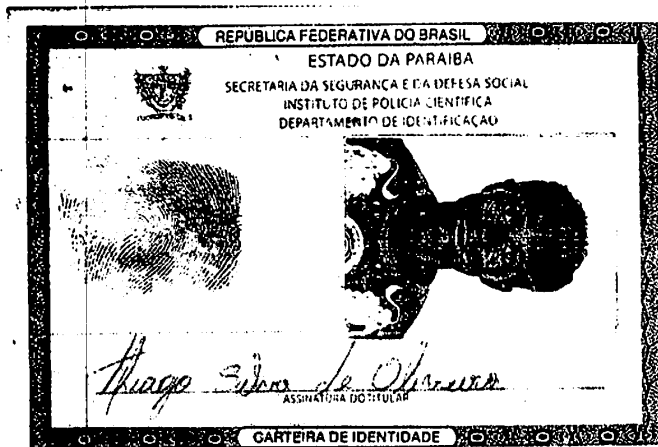 REPÚBLICA FEDERATIVA DO BRASIL
ESTADO DA PARAIBA
SECRETARIA DA SEGURANÇA E DA DEFESA SOCIAL
INSTITUTO DE POLICIA CIENTIFICA
DEPARTAMENTO DE IDENTIFICAÇÃO
Thiago Silva de Oliveira
ASSINATURA DO TITULAR
CARTEIRA DE IDENTIDADE